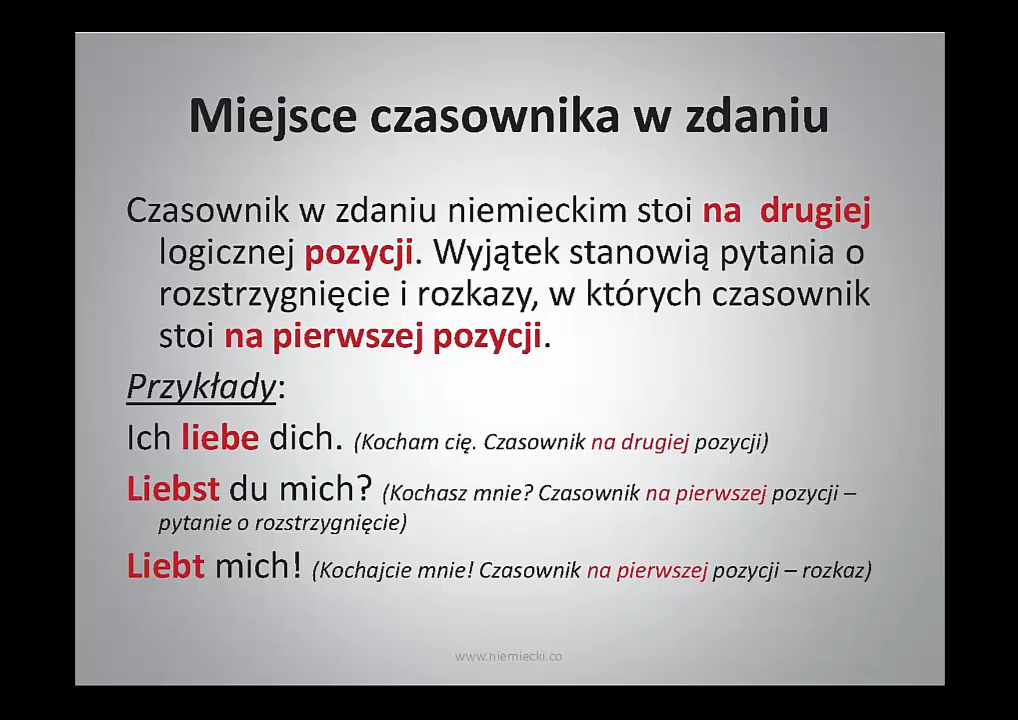 Miejsce czasownika w zdaniu
Czasownik w zdaniu niemieckim stoi na drugiej
logicznej pozycji. Wyjątek stanowią pytania o
rozstrzygnięcie i rozkazy, w których czasownik
stoi na pierwszej pozycji.
Przykłady:
Ich liebe dich. (Kocham cię. Czasownik na drugiej pozycji)
Liebst du mich? (Kochasz mnie? Czasownik na pierwszej pozycji –
pytanie o rozstrzygnięcie)
Liebt mich! (Kochajcie mnie! Czasownik na pierwszej pozycji – rozkaz)
www.niemiecki.co